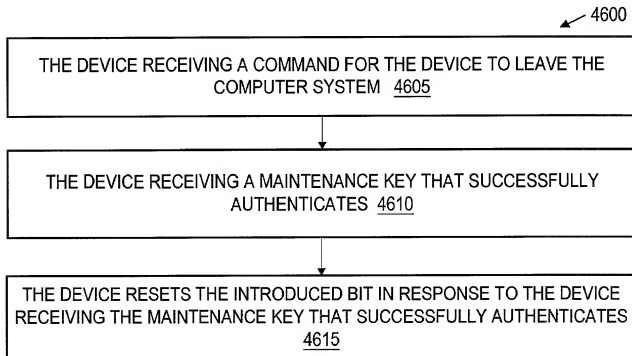 4600
THE DEVICE RECEIVING A COMMAND FOR THE DEVICE TO LEAVE THE
COMPUTER SYSTEM 4605
THE DEVICE RECEIVING A MAINTENANCE KEY THAT SUCCESSFULLY
AUTHENTICATES 4610
THE DEVICE RESETS THE INTRODUCED BIT IN RESPONSE TO THE DEVICE
RECEIVING THE MAINTENANCE KEY THAT SUCCESSFULLY AUTHENTICATES
4615